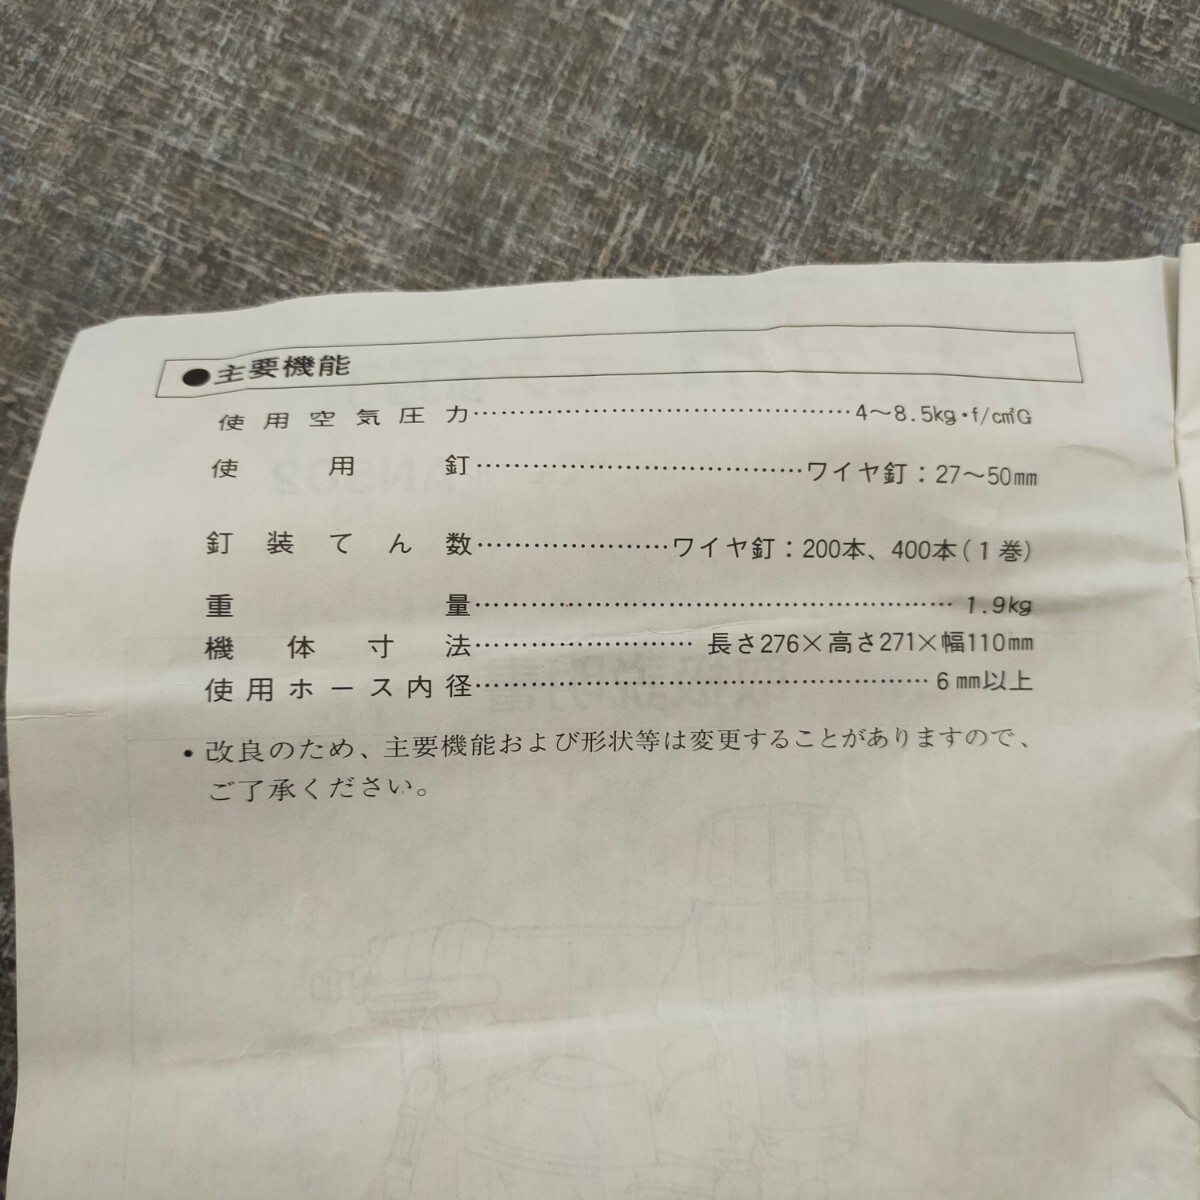 ●主要機能
使用空気圧力……………………………………4～8.5kg・f/c㎡G
使用釘………………………………ワイヤ釘：27～50㎜
釘装てん数…………………ワイヤ釘：200本、400本(1巻)
重量………………………………………………1.9kg
機体寸法……………………長さ276×高さ271×幅110㎜
使用ホース内径……………………………………………6㎜以上
・改良のため、主要機能および形状等は変更することがありますので、
ご了承ください。